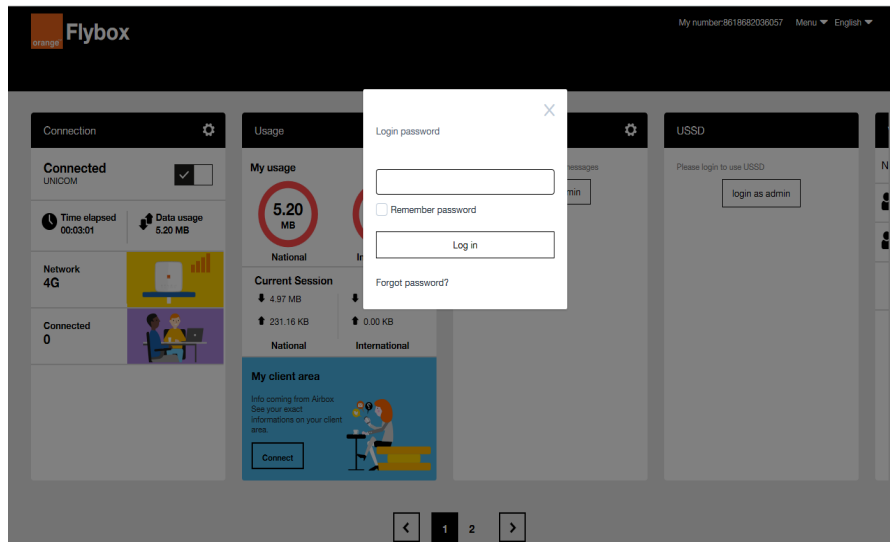 orange
Flybox
My number:8618682036057 Menu English
Connection
Connected
UNICOM
Time elapsed
00:03:01
Data usage
5.20 MB
Network
4G
Connected
0
Usage
My usage
5.20
MB
National
Current Session
4.97 MB
231.16 KB
0.00 KB
National
International
My client area
Info coming from Airbox.
See your exact
informations on your client
area.
Connect
Login password
Remember password
Log in
Forgot password?
USSD
Please login to use USSD
login as admin
1
2